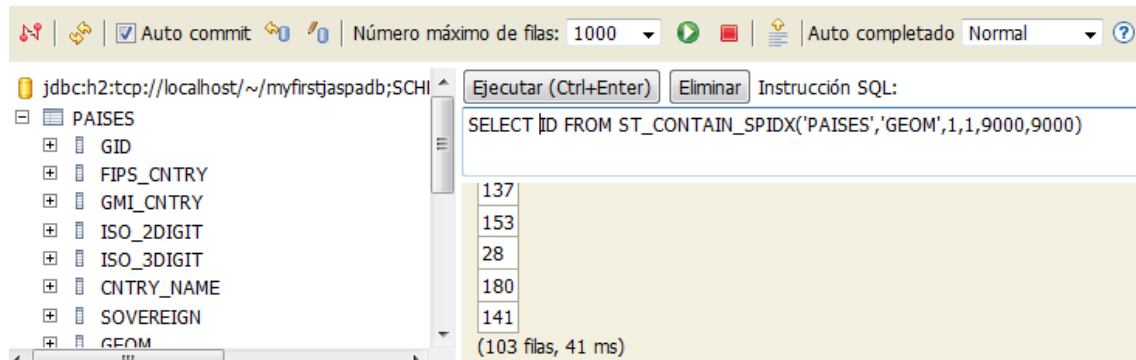 Auto commit Número máximo de filas: 1000 Auto completado Normal
jdbc:h2:tcp://localhost/~/myfirstjaspadb;SCHI
PAISES
GID
FIPS_CNTRY
GMI_CNTRY
ISO_2DIGIT
ISO_3DIGIT
CNTRY_NAME
SOVEREIGN
GEOM
Ejecutar (Ctrl+Enter) Eliminar Instrucción SQL:
SELECT ID FROM ST_CONTAIN_SPIDX('PAISES','GEOM',1,1,9000,9000)
137
153
28
180
141
(103 filas, 41 ms)